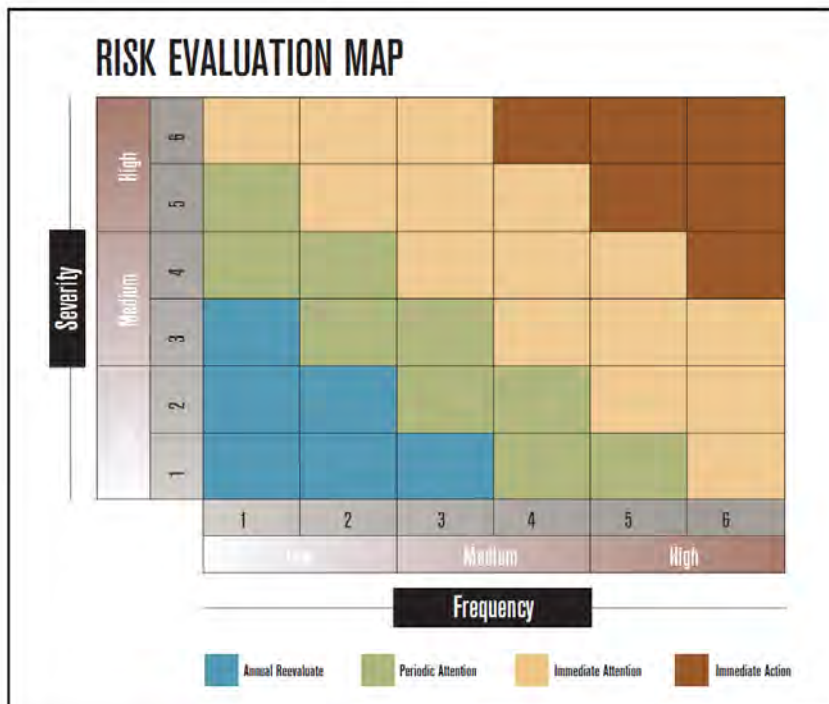 RISK EVALUATION MAP
High
6
5
Severity
Medium
4
3
2
1
1 2 3 4 5 6
Low Medium High
Frequency
Annual Reevaluate Periodic Attention Immediate Attention Immediate Action